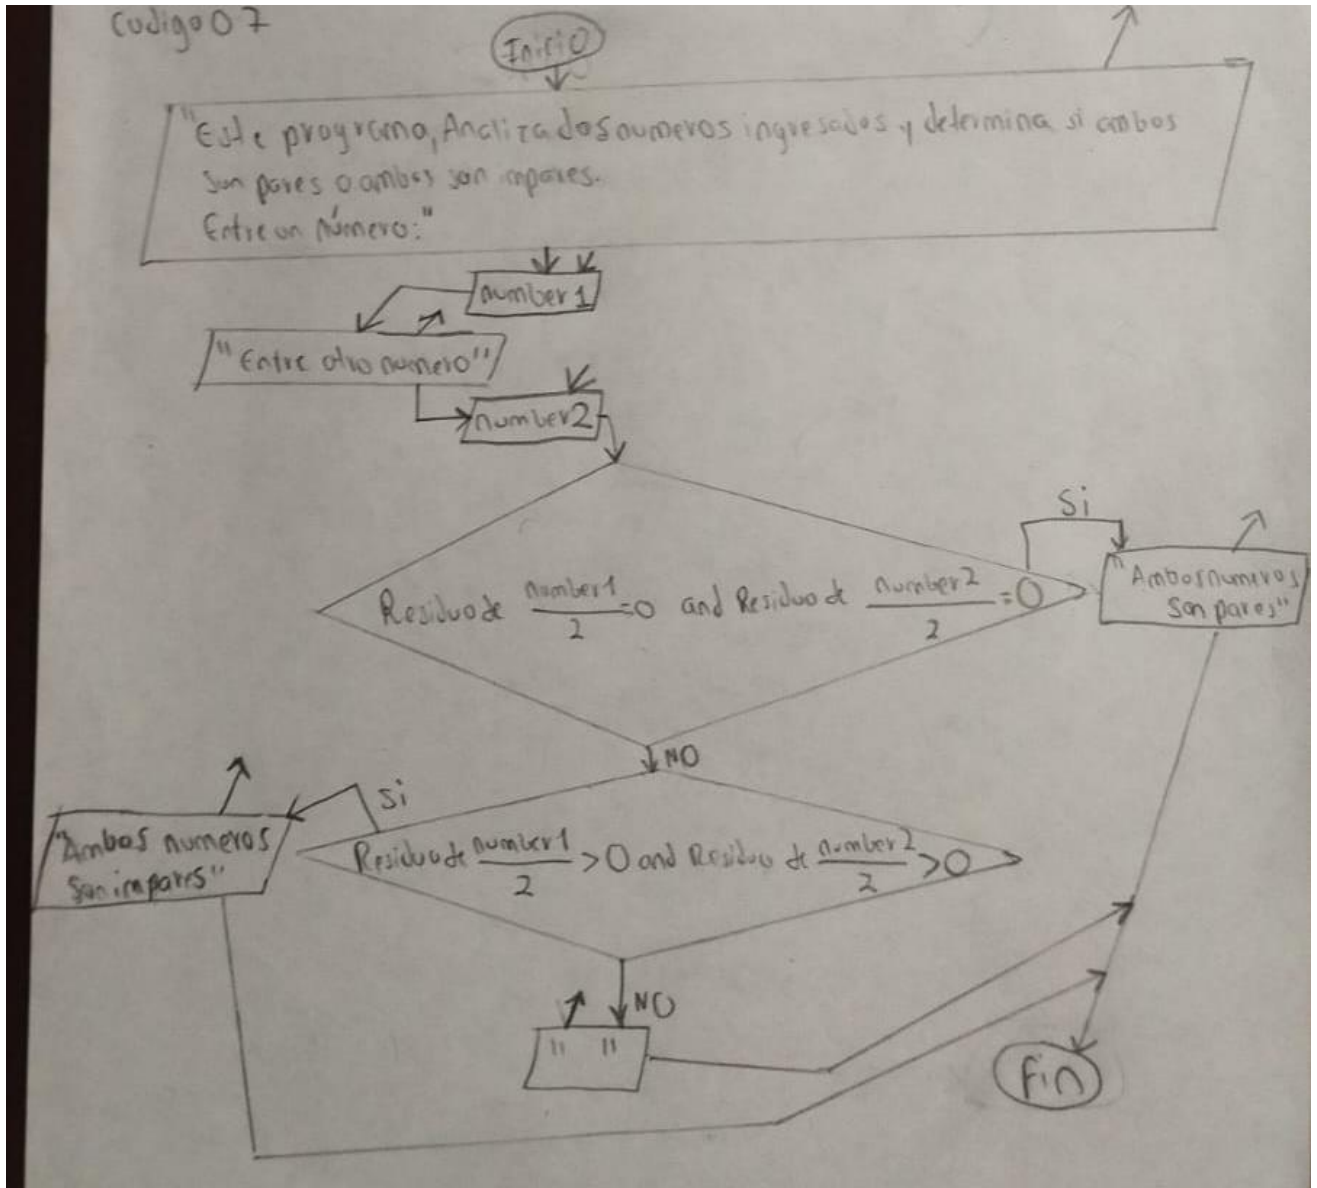 Codigo 07
Inicio
"Este programa, Analiza dos numeros ingresados y determina si ambos
son pares o ambos son impares.
Entre un número:"
number 1
"Entre otro numero"
number2
Residuo de number1/2 =0 and Residuo de number2/2 =0
Si
"Ambos numeros
Son pares"
NO
Si
"Ambos numeros
Son impares"
Residuo de number1/2 >0 and Residuo de number2/2 >0
NO
" "
Fin